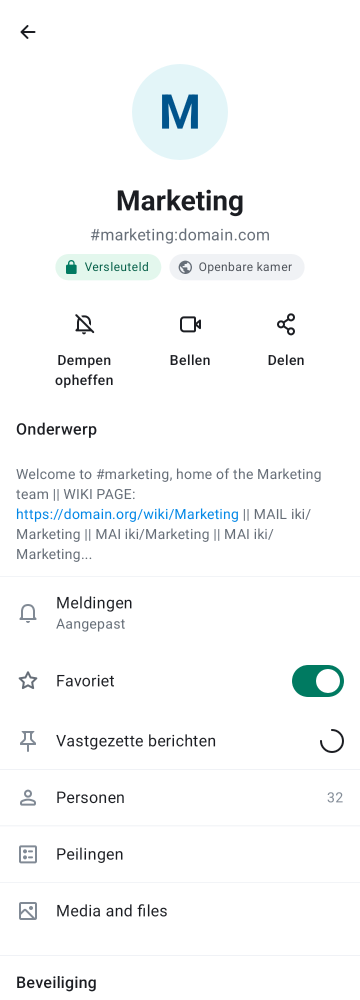 M
Marketing
#marketing:domain.com
Versleuteld
Openbare kamer
Dempen
opheffen
Bellen
Delen
Onderwerp
Welcome to #marketing, home of the Marketing
team || WIKI PAGE:
https://domain.org/wiki/Marketing || MAIL iki/
Marketing || MAI iki/Marketing || MAI iki/
Marketing...
Meldingen
Aangepast
Favoriet
Vastgezette berichten
Personen
32
Peilingen
Media and files
Beveiliging